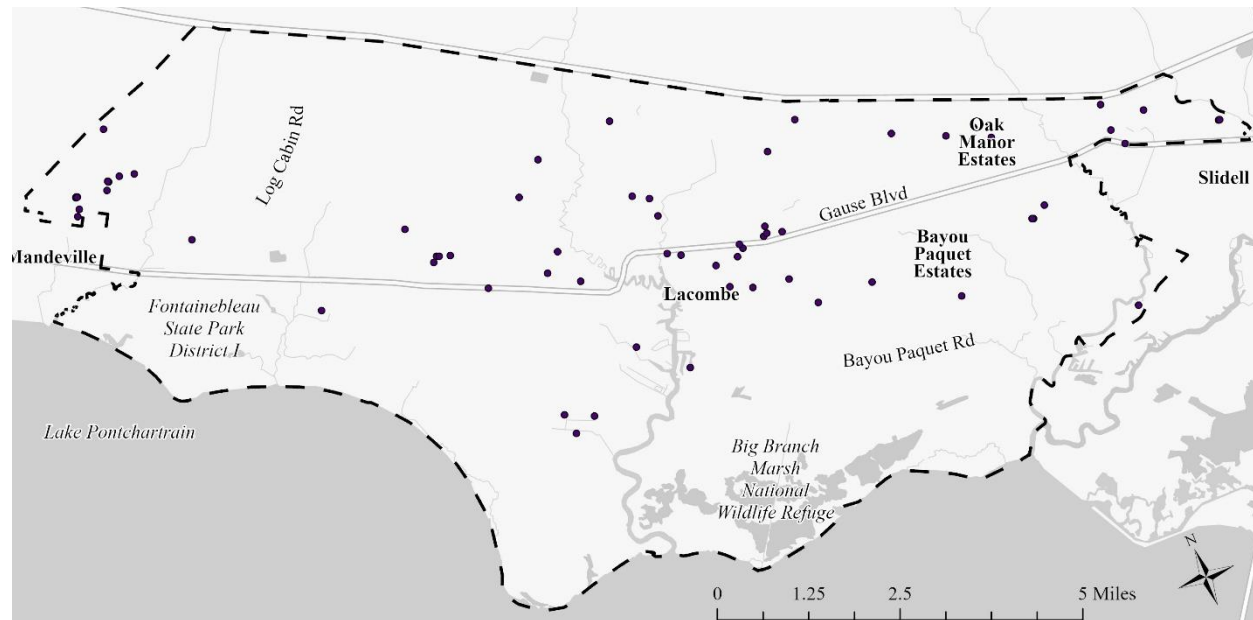 Log Cabin Rd
Oak
Manor
Estates
Slidell
Gause Blvd
Mandeville
Bayou
Paquet
Estates
Lacombe
Fontainebleau
State Park
District I
Bayou Paquet Rd
Lake Pontchartrain
Big Branch
Marsh
National
Wildlife Refuge
N
0 1.25 2.5 5 Miles